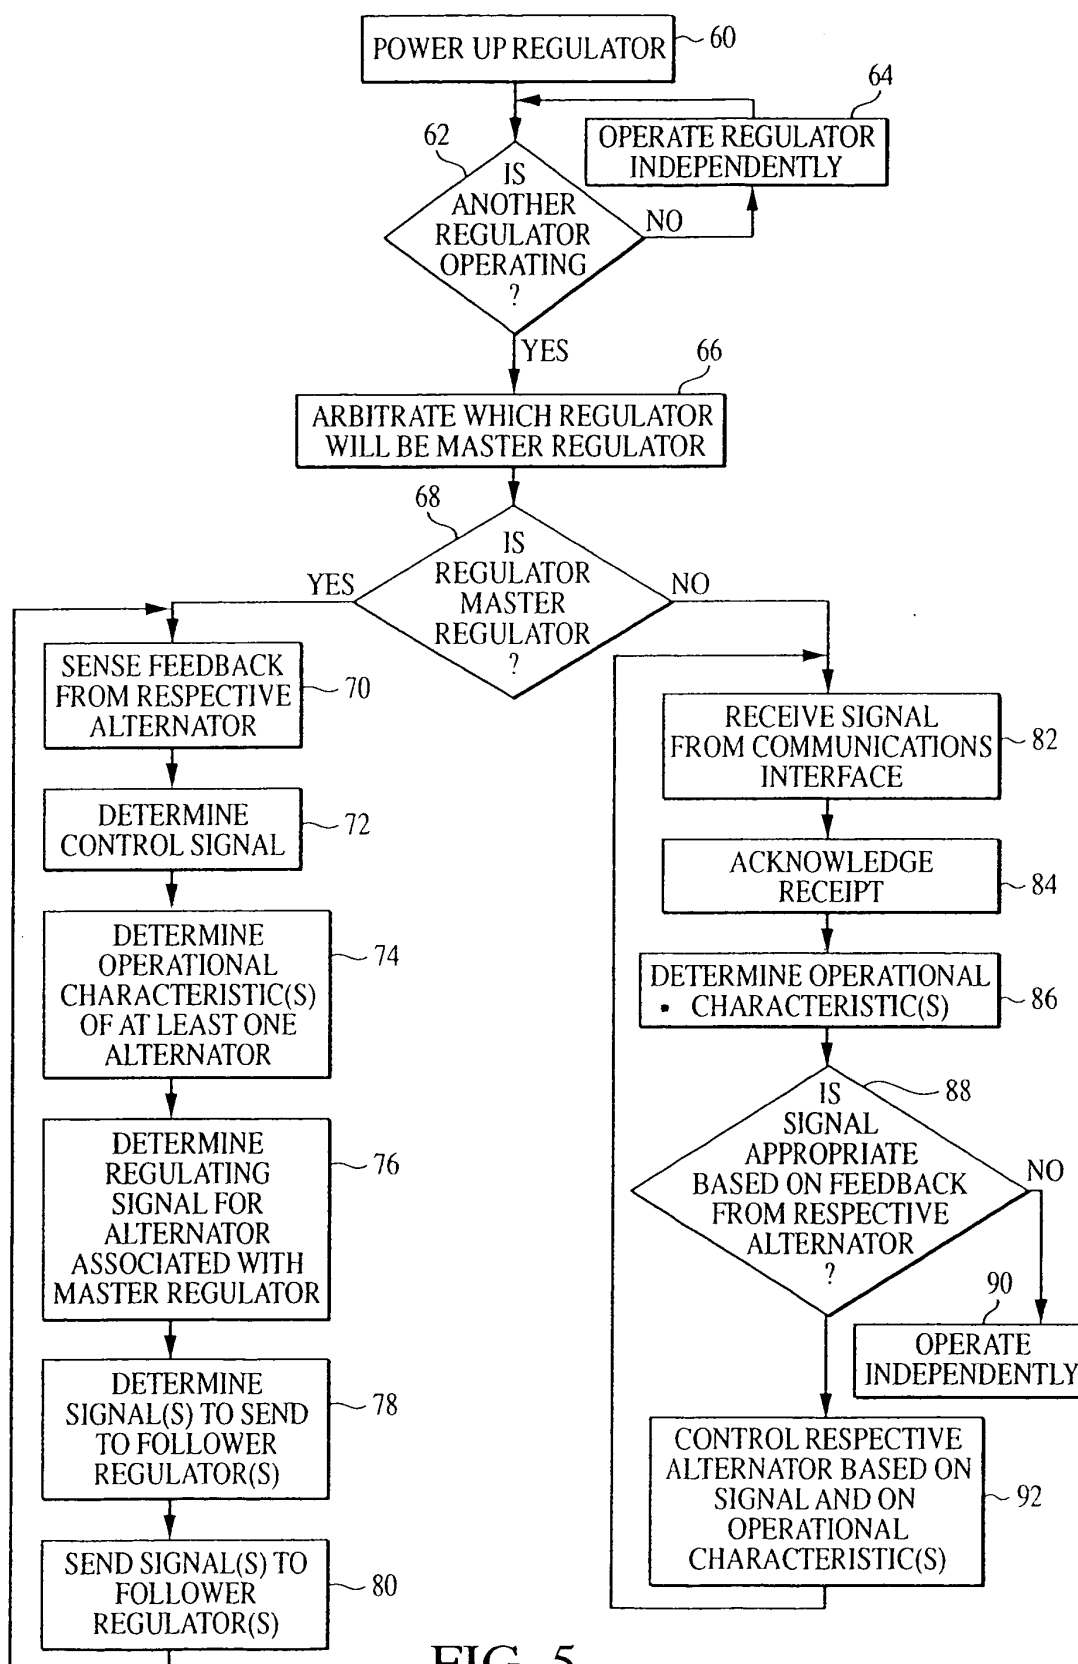 POWER UP REGULATOR
60
64
OPERATE REGULATOR
INDEPENDENTLY
62
IS
ANOTHER
REGULATOR
OPERATING
?
NO
YES
66
ARBITRATE WHICH REGULATOR
WILL BE MASTER REGULATOR
68
IS
REGULATOR
MASTER
REGULATOR
?
YES
NO
SENSE FEEDBACK
FROM RESPECTIVE
ALTERNATOR
70
DETERMINE
CONTROL SIGNAL
72
DETERMINE
OPERATIONAL
CHARACTERISTIC(S)
OF AT LEAST ONE
ALTERNATOR
74
DETERMINE
REGULATING
SIGNAL FOR
ALTERNATOR
ASSOCIATED WITH
MASTER REGULATOR
76
DETERMINE
SIGNAL(S) TO SEND
TO FOLLOWER
REGULATOR(S)
78
SEND SIGNAL(S) TO
FOLLOWER
REGULATOR(S)
80
RECEIVE SIGNAL
FROM COMMUNICATIONS
INTERFACE
82
ACKNOWLEDGE
RECEIPT
84
DETERMINE OPERATIONAL
CHARACTERISTIC(S)
86
IS
SIGNAL
APPROPRIATE
BASED ON FEEDBACK
FROM RESPECTIVE
ALTERNATOR
?
88
NO
90
OPERATE
INDEPENDENTLY
CONTROL RESPECTIVE
ALTERNATOR BASED ON
SIGNAL AND ON
OPERATIONAL
CHARACTERISTIC(S)
92
FIG. 5